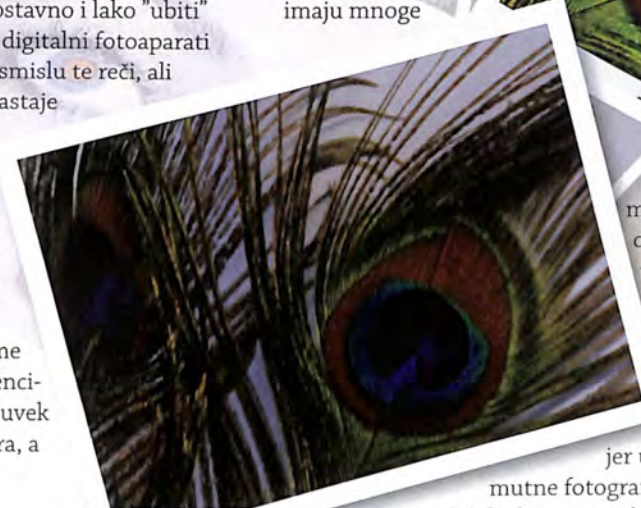 ostavno i lako "ubiti"
digitalni fotoaparati
smislu te reči, ali
astaje
ne
enci-
uvek
ra, a
imaju mnoge
m
jer u
mutne fotogra